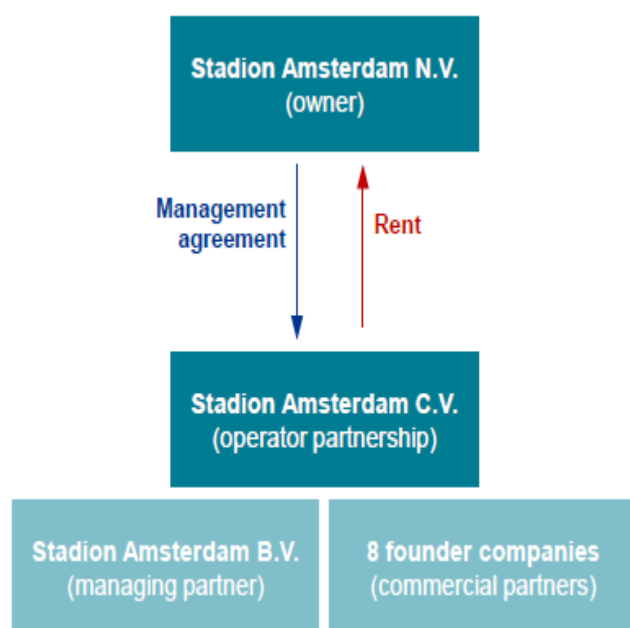 Stadion Amsterdam N.V.
(owner)
Management
agreement
Rent
Stadion Amsterdam C.V.
(operator partnership)
Stadion Amsterdam B.V.
(managing partner)
8 founder companies
(commercial partners)